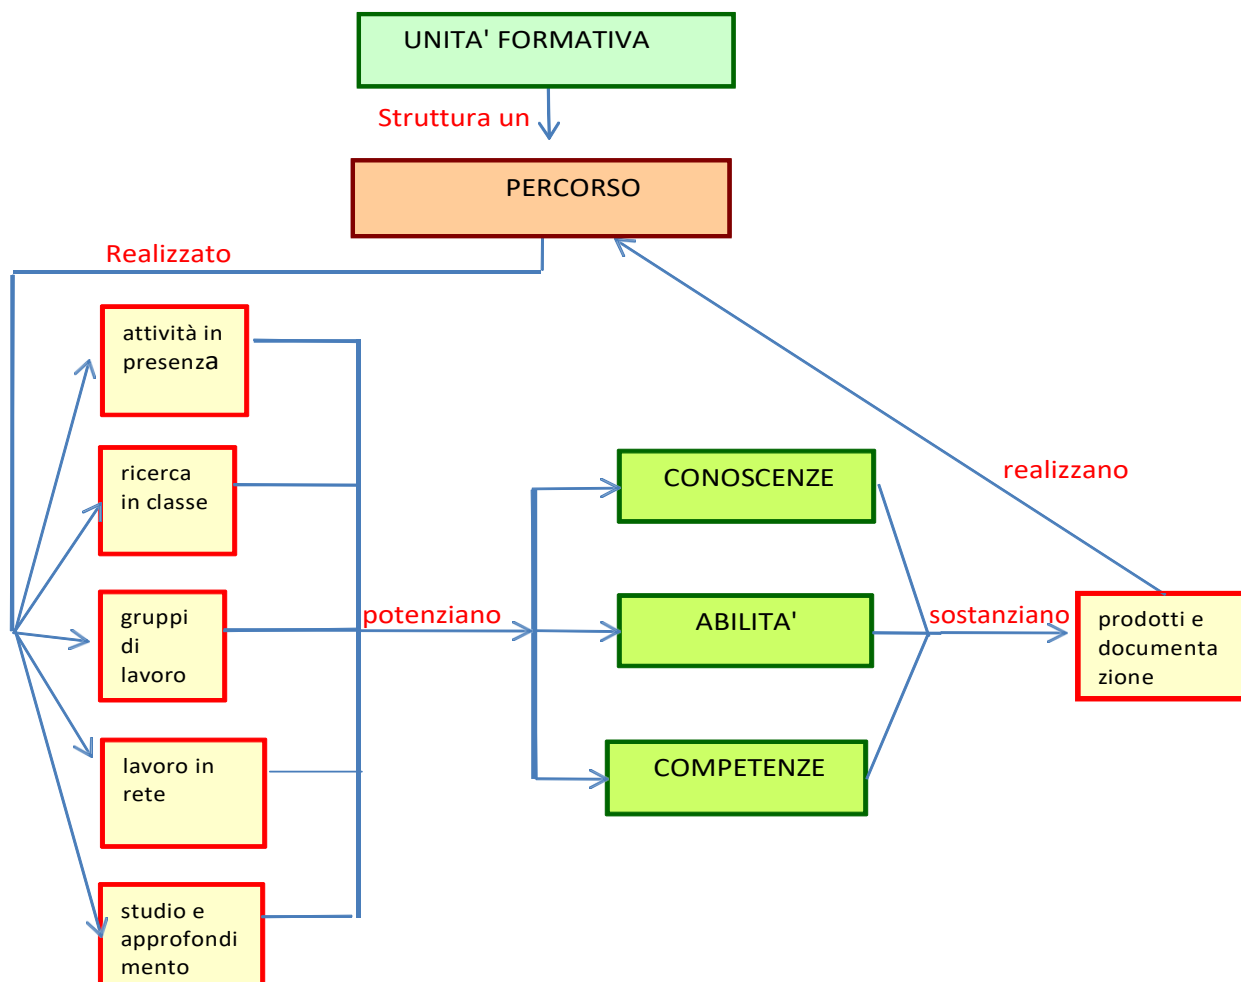 UNITA' FORMATIVA
Struttura un
PERCORSO
Realizzato
attività in
presenza
ricerca
in classe
gruppi
di
lavoro
lavoro in
rete
studio e
approfondi
mento
potenziano
CONOSCENZE
ABILITA'
COMPETENZE
sostanziano
realizzano
prodotti e
documenta
zione